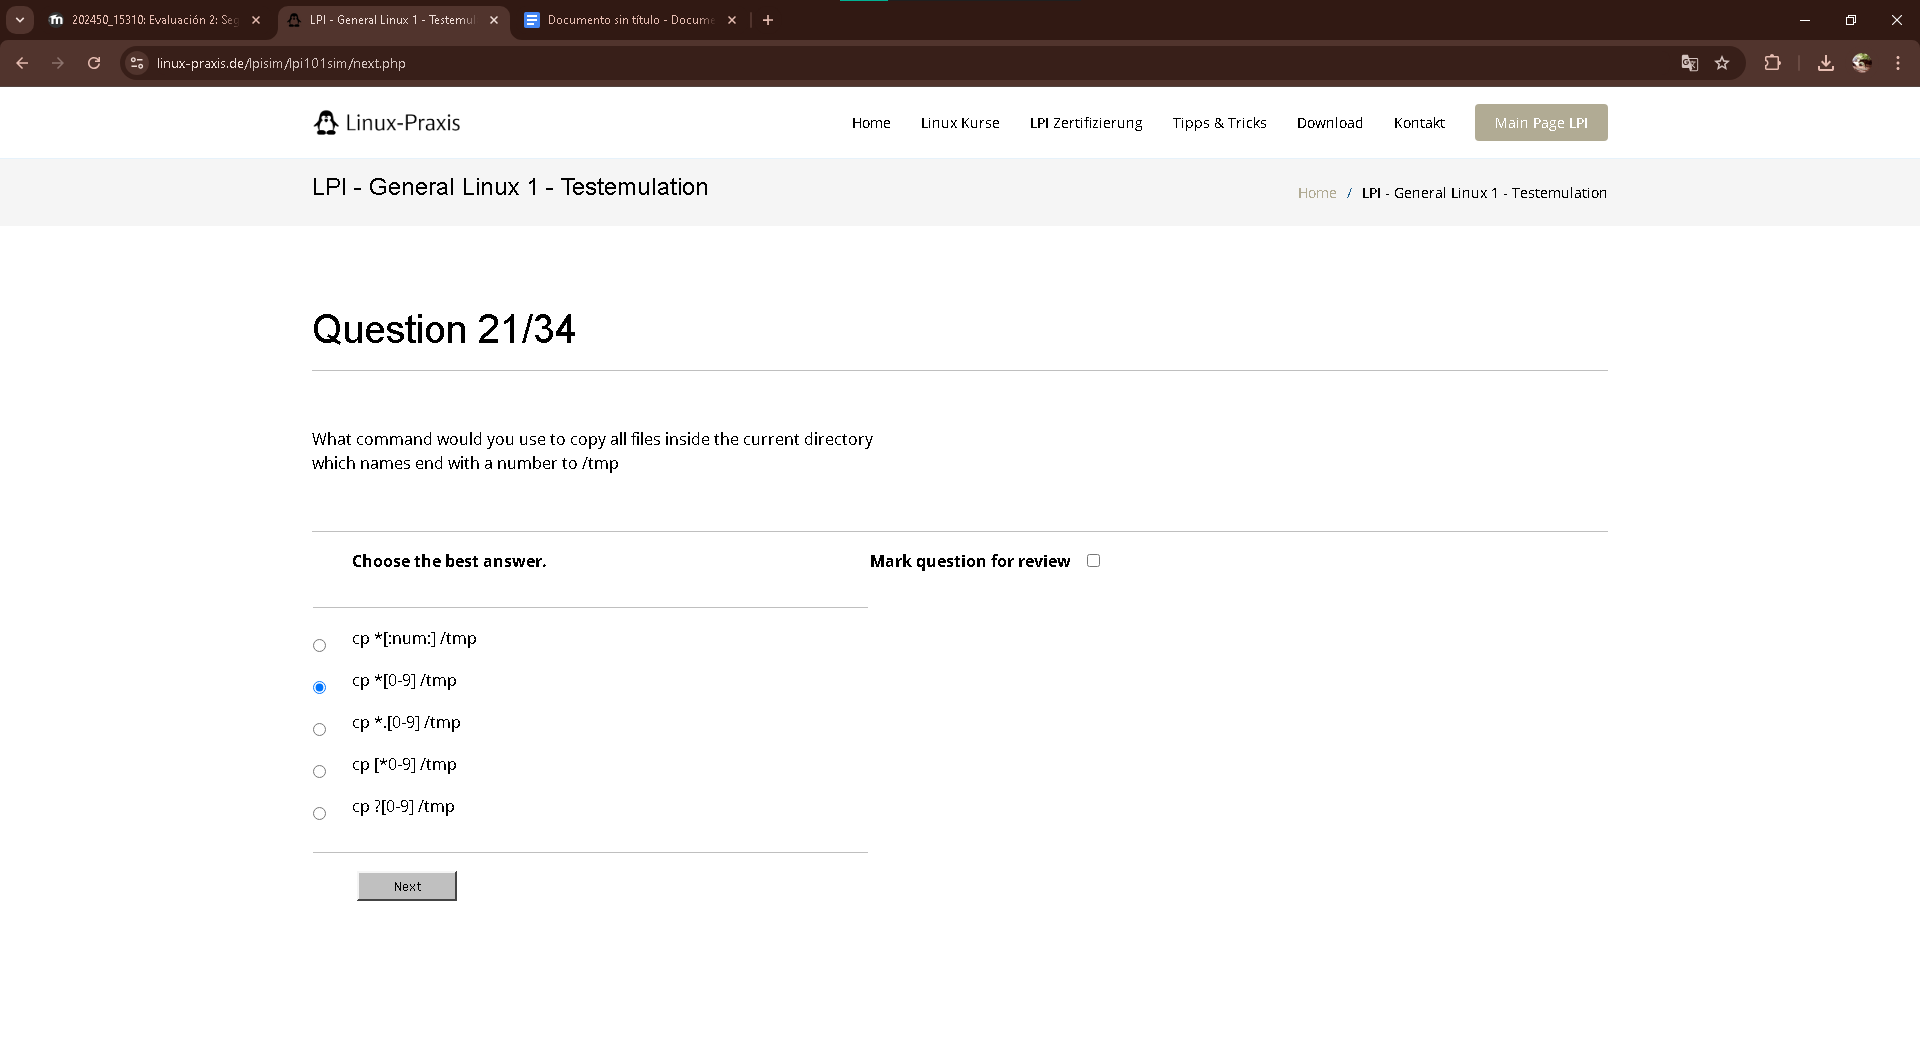 202450_15310: Evaluación 2: Seg
LPI - General Linux 1 - Testemul
Documento sin título - Docume
linux-praxis.de/lpisim/lpi101sim/next.php
Linux-Praxis
Home
Linux Kurse
LPI Zertifizierung
Tipps & Tricks
Download
Kontakt
Main Page LPI
LPI - General Linux 1 - Testemulation
Home / LPI - General Linux 1 - Testemulation
Question 21/34
What command would you use to copy all files inside the current directory
which names end with a number to /tmp
Choose the best answer.
Mark question for review
cp *[:num:] /tmp
cp *[0-9] /tmp
cp *.[0-9] /tmp
cp [*0-9] /tmp
cp ?[0-9] /tmp
Next